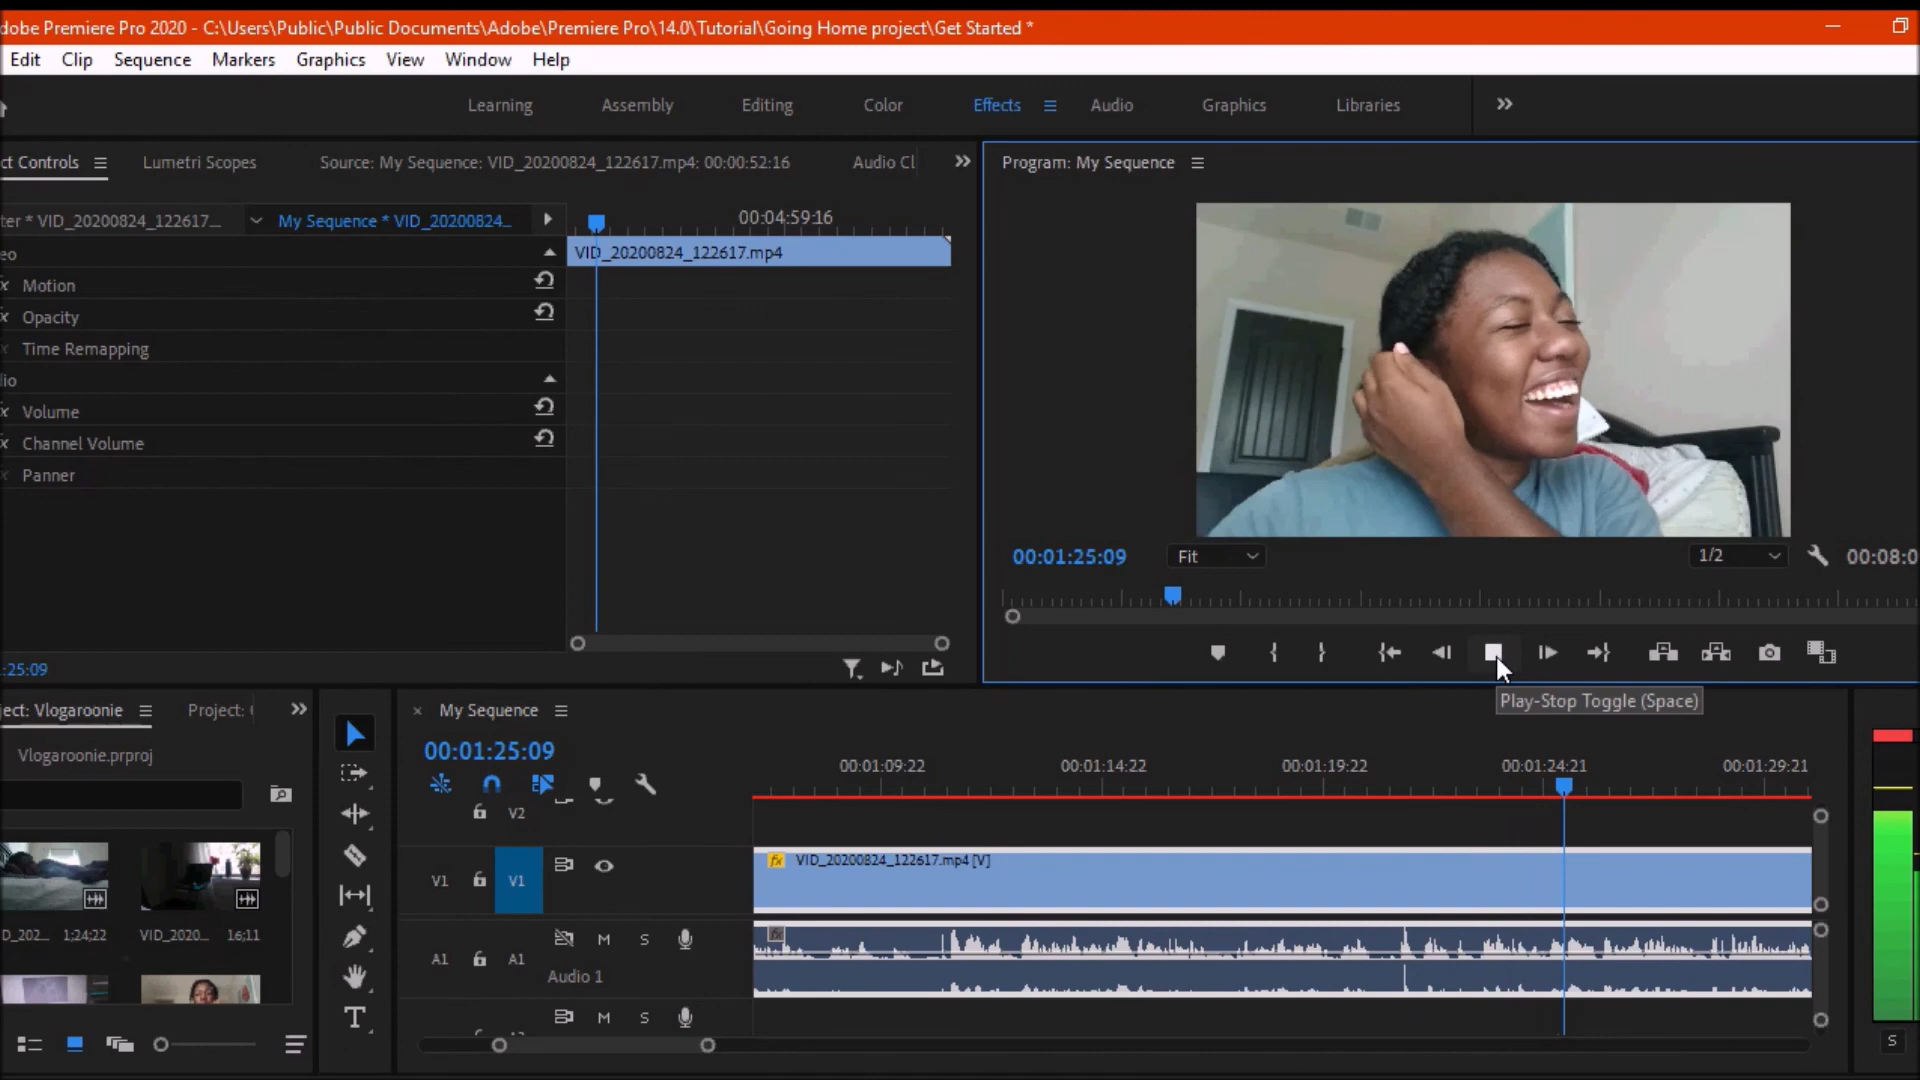 dobe Premiere Pro 2020 - C:\Users\Public\Public Documents\Adobe\Premiere Pro\14.0\Tutorial\Going Home project\Get Started *
Edit Clip Sequence Markers Graphics View Window Help
Learning Assembly Editing Color Effects Audio Graphics Libraries
ct Controls Lumetri Scopes Source: My Sequence: VID_20200824_122617.mp4: 00:00:52:16 Audio Cl
Program: My Sequence
ter * VID_20200824_122617... My Sequence * VID_20200824...
00:04:59:16
VID_20200824_122617.mp4
eo
Motion
Opacity
Time Remapping
dio
Volume
Channel Volume
Panner
:25:09
00:01:25:09 Fit 1/2 00:08:0
Play-Stop Toggle (Space)
ject: Vlogaroonie Project:
Vlogaroonie.prproj
D_202... 1;24;22 VID_2020... 16;11
My Sequence
00:01:25:09
00:01:09:22 00:01:14:22 00:01:19:22 00:01:24:21 00:01:29:21
V2
V1 V1 fx VID_20200824_122617.mp4 [V]
A1 A1 M S fx
Audio 1
M S
S